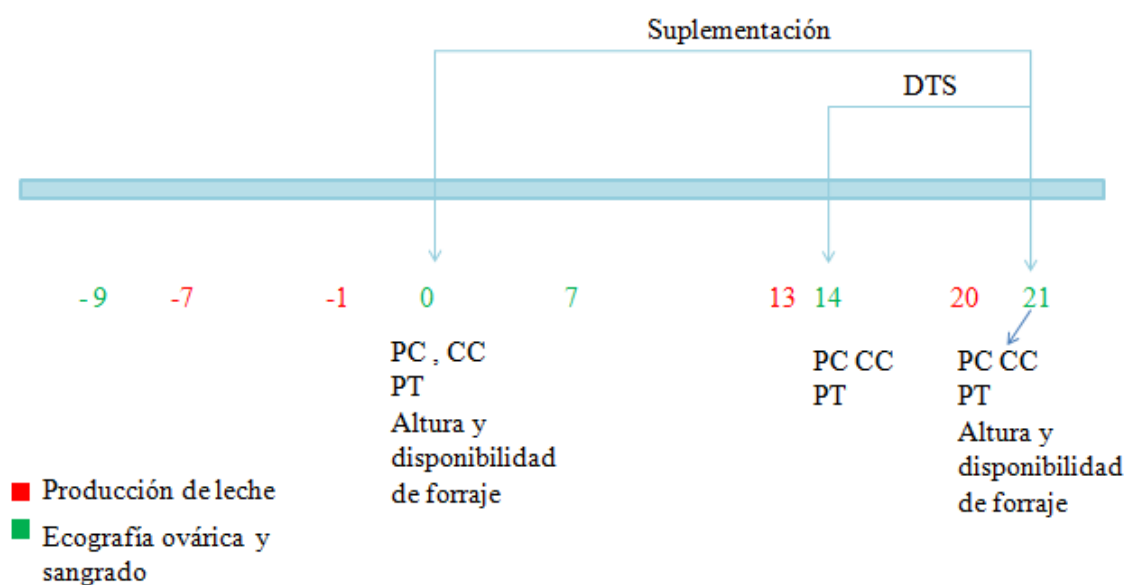 Suplementación
DTS
- 9 -7 -1 0 7 13 14 20 21
PC , CC
PT
Altura y
disponibilidad
de forraje
PC CC
PT
PC CC
PT
Altura y
disponibilidad
de forraje
Producción de leche
Ecografía ovárica y
sangrado